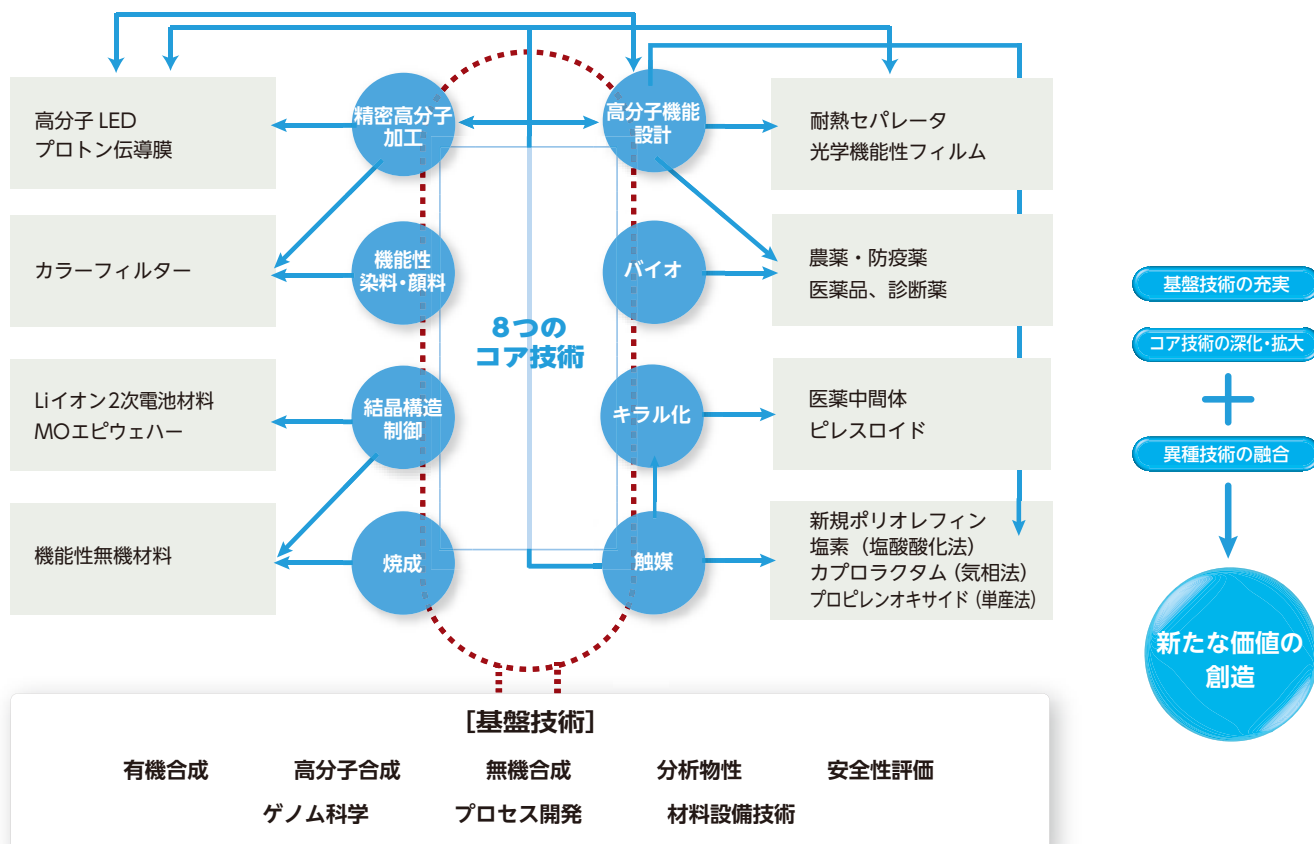 高分子 LED
プロトン伝導膜
精密高分子
加工
高分子機能
設計
耐熱セパレータ
光学機能性フィルム
カラーフィルター
機能性
染料・顔料
バイオ
農薬・防疫薬
医薬品、診断薬
8つの
コア技術
Liイオン2次電池材料
MOエピウェハー
結晶構造
制御
キラル化
医薬中間体
ピレスロイド
機能性無機材料
焼成
触媒
新規ポリオレフィン
塩素（塩酸酸化法）
カプロラクタム（気相法）
プロピレンオキサイド（単産法）
基盤技術の充実
コア技術の深化・拡大
＋
異種技術の融合
新たな価値の
創造
［基盤技術］
有機合成 高分子合成 無機合成 分析物性 安全性評価
ゲノム科学 プロセス開発 材料設備技術